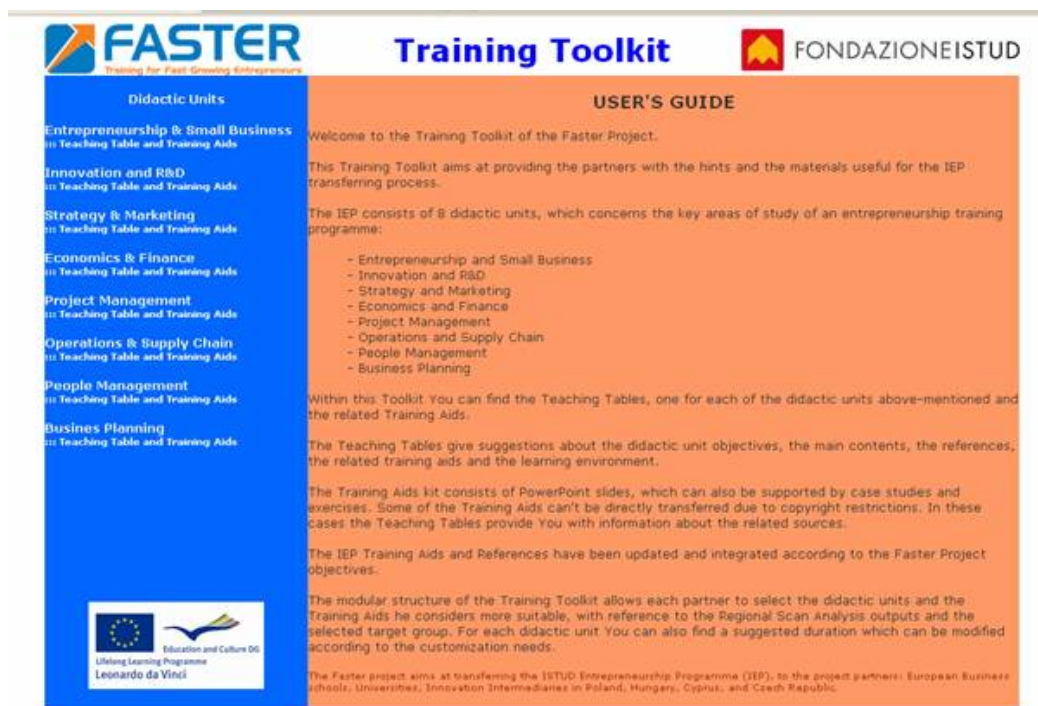 FASTER
Training for Fast Growing Entrepreneurs
Training Toolkit
FONDAZIONEISTUD
Didactic Units
Entrepreneurship & Small Business
::: Teaching Table and Training Aids
Innovation and R&D
::: Teaching Table and Training Aids
Strategy & Marketing
::: Teaching Table and Training Aids
Economics & Finance
::: Teaching Table and Training Aids
Project Management
::: Teaching Table and Training Aids
Operations & Supply Chain
::: Teaching Table and Training Aids
People Management
::: Teaching Table and Training Aids
Busines Planning
::: Teaching Table and Training Aids
Education and Culture DG
Lifelong Learning Programme
Leonardo da Vinci
USER'S GUIDE
Welcome to the Training Toolkit of the Faster Project.
This Training Toolkit aims at providing the partners with the hints and the materials useful for the IEP
transferring process.
The IEP consists of 8 didactic units, which concerns the key areas of study of an entrepreneurship training
programme:
- Entrepreneurship and Small Business
- Innovation and R&D
- Strategy and Marketing
- Economics and Finance
- Project Management
- Operations and Supply Chain
- People Management
- Business Planning
Within this Toolkit You can find the Teaching Tables, one for each of the didactic units above-mentioned and
the related Training Aids.
The Teaching Tables give suggestions about the didactic unit objectives, the main contents, the references,
the related training aids and the learning environment.
The Training Aids kit consists of PowerPoint slides, which can also be supported by case studies and
exercises. Some of the Training Aids can't be directly transferred due to copyright restrictions. In these
cases the Teaching Tables provide You with information about the related sources.
The IEP Training Aids and References have been updated and integrated according to the Faster Project
objectives.
The modular structure of the Training Toolkit allows each partner to select the didactic units and the
Training Aids he considers more suitable, with reference to the Regional Scan Analysis outputs and the
selected target group. For each didactic unit You can also find a suggested duration which can be modified
according to the customization needs.
The Faster project aims at transferring the ISTUD Entrepreneurship Programme (IEP), to the project partners: European Business
schools, Universities, Innovation Intermediaries in Poland, Hungary, Cyprus, and Czech Republic.